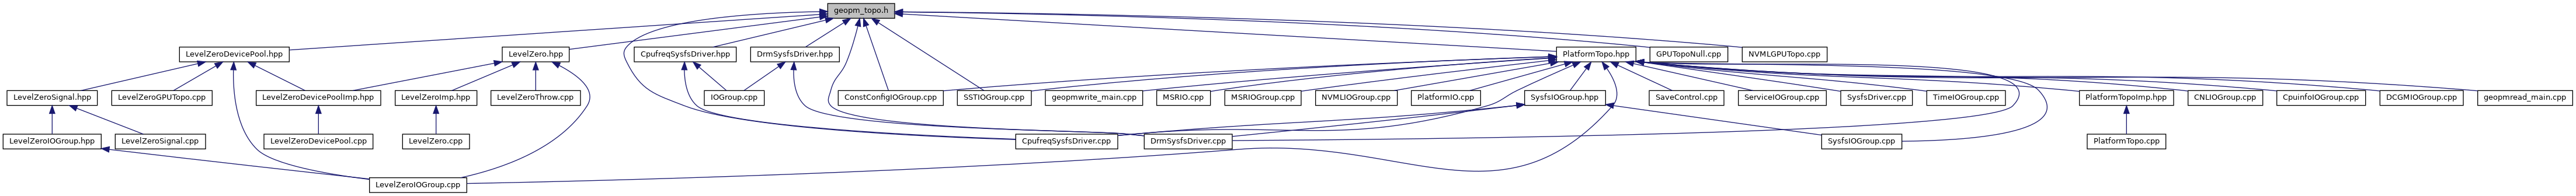 geopm_topo.h
LevelZeroDevicePool.hpp
LevelZero.hpp
CpufreqSysfsDriver.hpp
DrmSysfsDriver.hpp
PlatformTopo.hpp
GPUTopoNull.cpp
NVMLGPUTopo.cpp
LevelZeroSignal.hpp
LevelZeroGPUTopo.cpp
LevelZeroDevicePoolImp.hpp
LevelZeroImp.hpp
LevelZeroThrow.cpp
IOGroup.cpp
ConstConfigIOGroup.cpp
SSTIOGroup.cpp
geopmwrite_main.cpp
MSRIO.cpp
MSRIOGroup.cpp
NVMLIOGroup.cpp
PlatformIO.cpp
SysfsIOGroup.hpp
SaveControl.cpp
ServiceIOGroup.cpp
SysfsDriver.cpp
TimeIOGroup.cpp
PlatformTopoImp.hpp
CNLIOGroup.cpp
CpuinfoIOGroup.cpp
DCGMIOGroup.cpp
geopmread_main.cpp
LevelZeroIOGroup.hpp
LevelZeroSignal.cpp
LevelZeroDevicePool.cpp
LevelZero.cpp
CpufreqSysfsDriver.cpp
DrmSysfsDriver.cpp
SysfsIOGroup.cpp
PlatformTopo.cpp
LevelZeroIOGroup.cpp